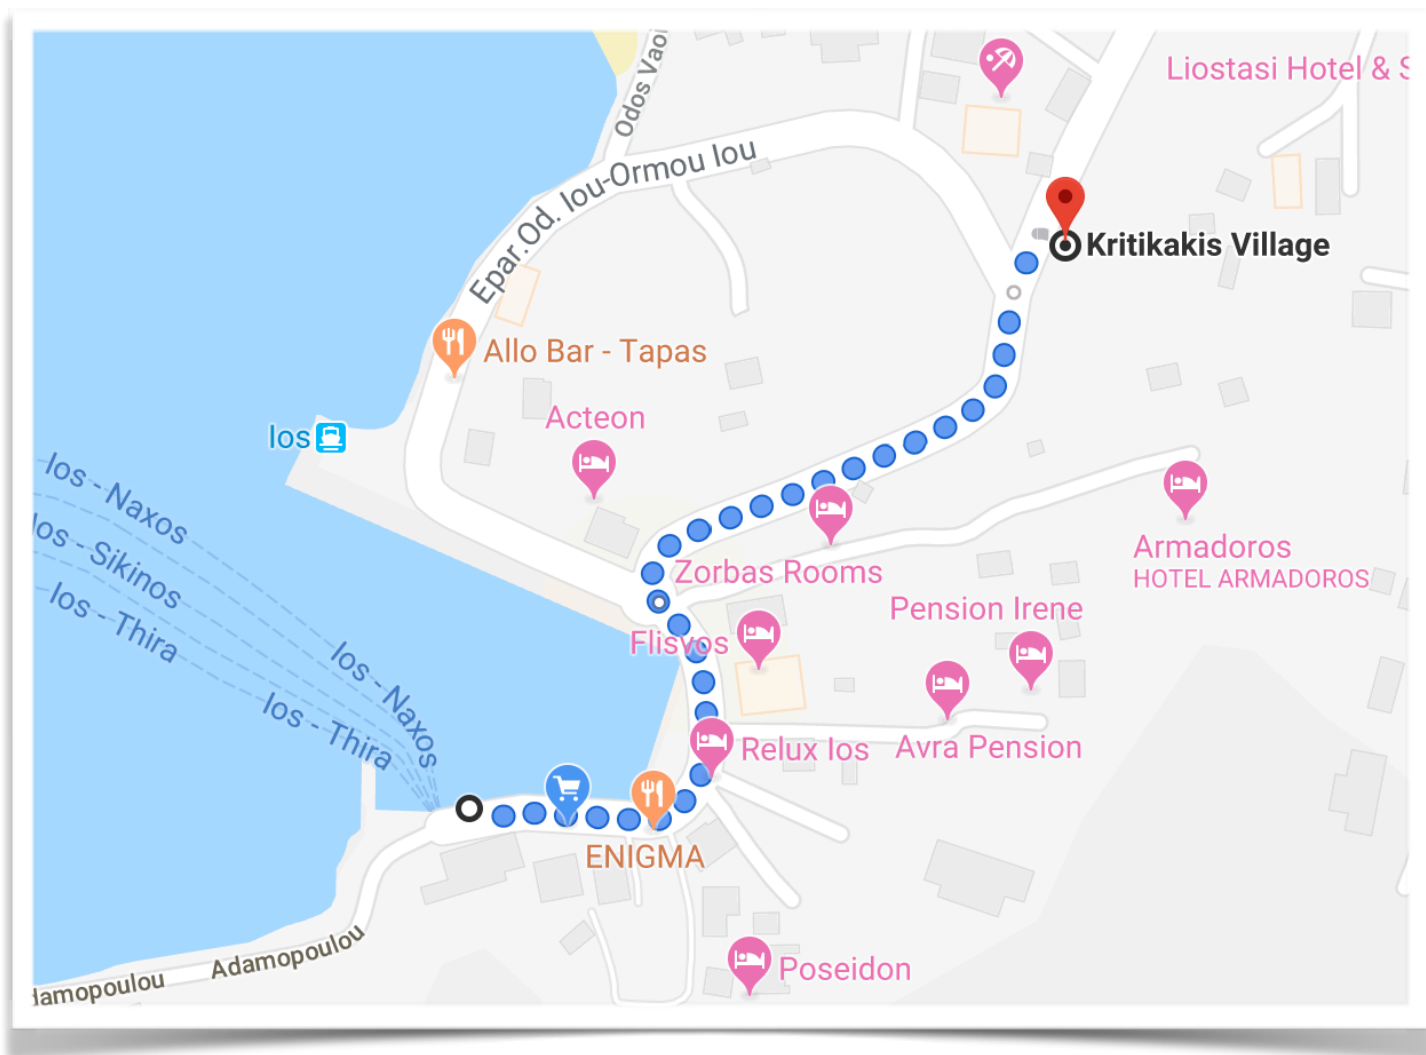 Odos Vaoi
Liostasi Hotel & S
Epar.Od. Iou-Ormou Iou
Kritikakis Village
Allo Bar - Tapas
Acteon
Ios
Ios - Naxos
Ios - Sikinos
Ios - Thira
Zorbas Rooms
Armadoros
HOTEL ARMADOROS
Pension Irene
Flisvos
Ios - Naxos
Ios - Thira
Relux Ios
Avra Pension
ENIGMA
Adamopoulou
damopoulou
Poseidon